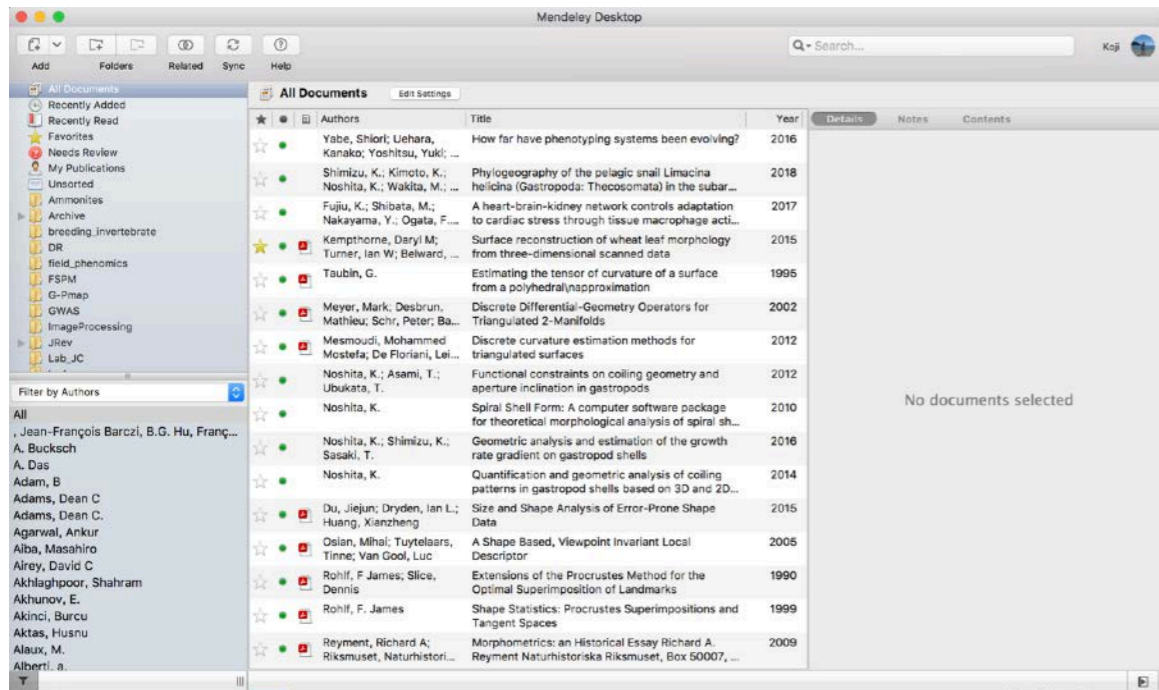 Mendeley Desktop
Add Folders Related Sync Help
Search...
Koji
All Documents
Recently Added
Recently Read
Favorites
Needs Review
My Publications
Unsorted
Ammonites
Archive
breeding_invertebrate
DR
field_phenomics
FSPM
G-Pmap
GWAS
ImageProcessing
JRev
Lab_JC
Filter by Authors
All
, Jean-François Barczi, B.G. Hu, Franç...
A. Bucksch
A. Das
Adam, B
Adams, Dean C
Adams, Dean C.
Agarwal, Ankur
Aiba, Masahiro
Airey, David C
Akhlaghpoor, Shahram
Akhunov, E.
Akinci, Burcu
Aktas, Husnu
Alaux, M.
Alberti, a.
All Documents Edit Settings
Authors Title Year
Yabe, Shiori; Uehara, How far have phenotyping systems been evolving? 2016
Kanako; Yoshitsu, Yuki; ...
Shimizu, K.; Kimoto, K.; Phylogeography of the pelagic snail Limacina 2018
Noshita, K.; Wakita, M.; ... helicina (Gastropoda: Thecosomata) in the subar...
Fujiu, K.; Shibata, M.; A heart-brain-kidney network controls adaptation 2017
Nakayama, Y.; Ogata, F.... to cardiac stress through tissue macrophage acti...
Kempthorne, Daryl M; Surface reconstruction of wheat leaf morphology 2015
Turner, Ian W; Belward, ... from three-dimensional scanned data
Taubin, G. Estimating the tensor of curvature of a surface 1995
from a polyhedral\napproximation
Meyer, Mark; Desbrun, Discrete Differential-Geometry Operators for 2002
Mathieu; Schr, Peter; Ba... Triangulated 2-Manifolds
Mesmoudi, Mohammed Discrete curvature estimation methods for 2012
Mostefa; De Floriani, Lei... triangulated surfaces
Noshita, K.; Asami, T.; Functional constraints on coiling geometry and 2012
Ubukata, T. aperture inclination in gastropods
Noshita, K. Spiral Shell Form: A computer software package 2010
for theoretical morphological analysis of spiral sh...
Noshita, K.; Shimizu, K.; Geometric analysis and estimation of the growth 2016
Sasaki, T. rate gradient on gastropod shells
Noshita, K. Quantification and geometric analysis of coiling 2014
patterns in gastropod shells based on 3D and 2D...
Du, Jiejun; Dryden, Ian L.; Size and Shape Analysis of Error-Prone Shape 2015
Huang, Xianzheng Data
Osian, Mihai; Tuytelaars, A Shape Based, Viewpoint Invariant Local 2005
Tinne; Van Gool, Luc Descriptor
Rohlf, F James; Slice, Extensions of the Procrustes Method for the 1990
Dennis Optimal Superimposition of Landmarks
Rohlf, F. James Shape Statistics: Procrustes Superimpositions and 1999
Tangent Spaces
Reyment, Richard A; Morphometrics: an Historical Essay Richard A. 2009
Riksmuset, Naturhistori... Reyment Naturhistoriska Riksmuset, Box 50007, ...
Details Notes Contents
No documents selected